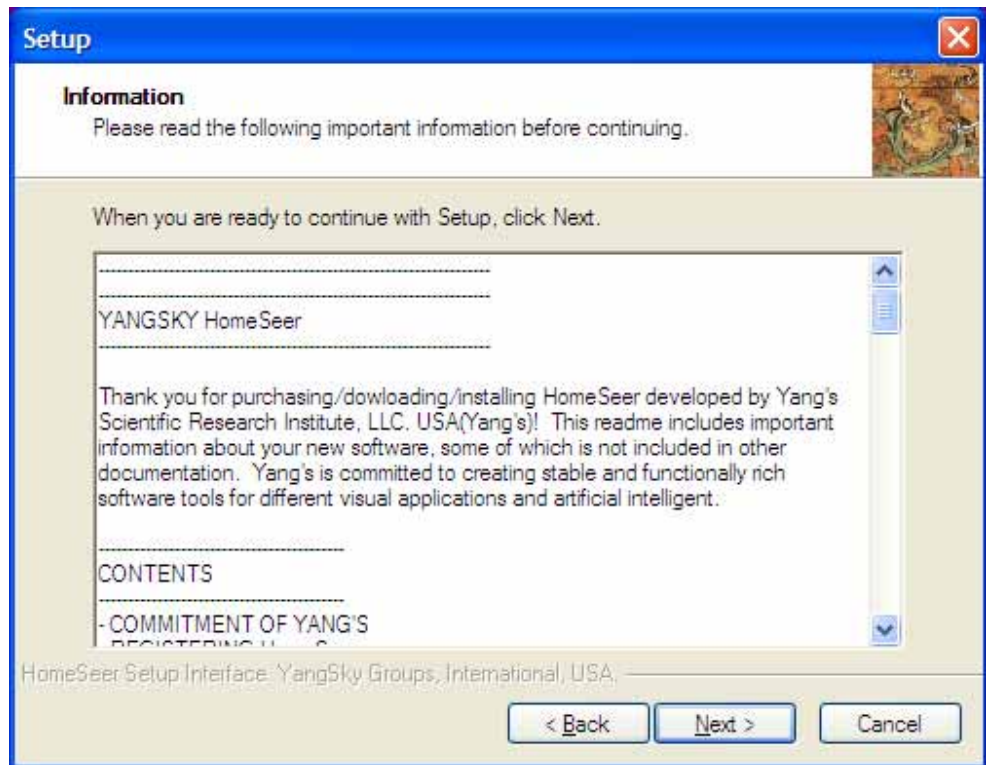 Setup
Information
Please read the following important information before continuing.
When you are ready to continue with Setup, click Next.
--------------------------------------------------------------
--------------------------------------------------------------
YANGSKY HomeSeer
--------------------------------------------------------------
Thank you for purchasing/dowloading/installing HomeSeer developed by Yang's
Scientific Research Institute, LLC. USA(Yang's)!  This readme includes important
information about your new software, some of which is not included in other
documentation.  Yang's is committed to creating stable and functionally rich
software tools for different visual applications and artificial intelligent.
---------------------------------------
CONTENTS
---------------------------------------
- COMMITMENT OF YANG'S
HomeSeer Setup Interface. YangSky Groups, International, USA.
< Back
Next >
Cancel